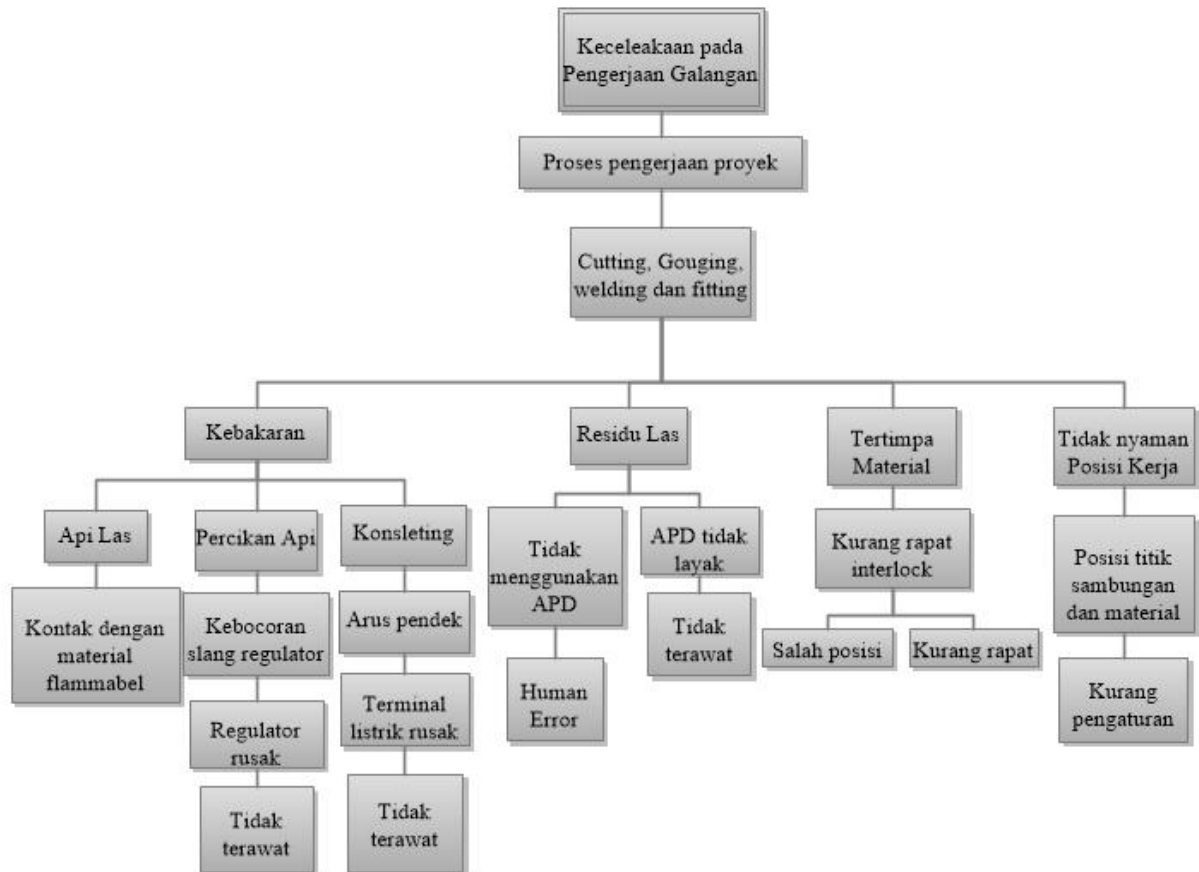 Keceleakaan pada
Pengerjaan Galangan
Proses pengerjaan proyek
Cutting, Gouging,
welding dan fitting
Kebakaran
Residu Las
Tertimpa
Material
Tidak nyaman
Posisi Kerja
Api Las
Percikan Api
Konsleting
Tidak
menggunakan
APD
APD tidak
layak
Kurang rapat
interlock
Posisi titik
sambungan
dan material
Kontak dengan
material
flammabel
Kebocoran
slang regulator
Arus pendek
Human
Error
Tidak
terawat
Salah posisi
Kurang rapat
Kurang
pengaturan
Regulator
rusak
Terminal
listrik rusak
Tidak
terawat
Tidak
terawat